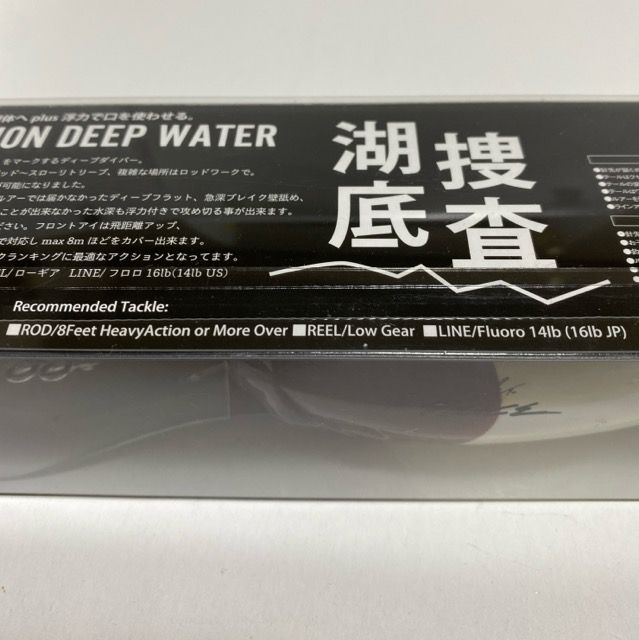 plus 浮力で口を使わせる。
ION DEEP WATER
をマークするディープダイバー。
ッド〜スローリトリーブ、複雑な場所はロッドワークで。
可能になりました。
ルアーでは届かなかったディープフラット、急深ブレイク壁舐め、
ことが出来なかった水深も浮力付きで攻め切る事が出来ます。
ださい。フロントアイは飛距離アップ、
で対応し max 8m ほどをカバー出来ます。
クランキングに最適なアクションとなってます。
EL/ローギア LINE/ フロロ 16lb(14lb US)
捜査
湖底
Recommended Tackle:
■ROD/8Feet HeavyAction or More Over ■REEL/Low Gear ■LINE/Fluoro 14lb (16lb JP)